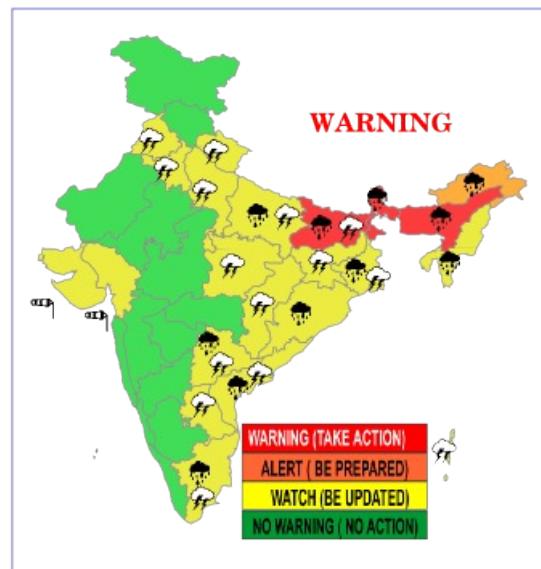 WARNING
WARNING (TAKE ACTION)
ALERT ( BE PREPARED)
WATCH (BE UPDATED)
NO WARNING ( NO ACTION)